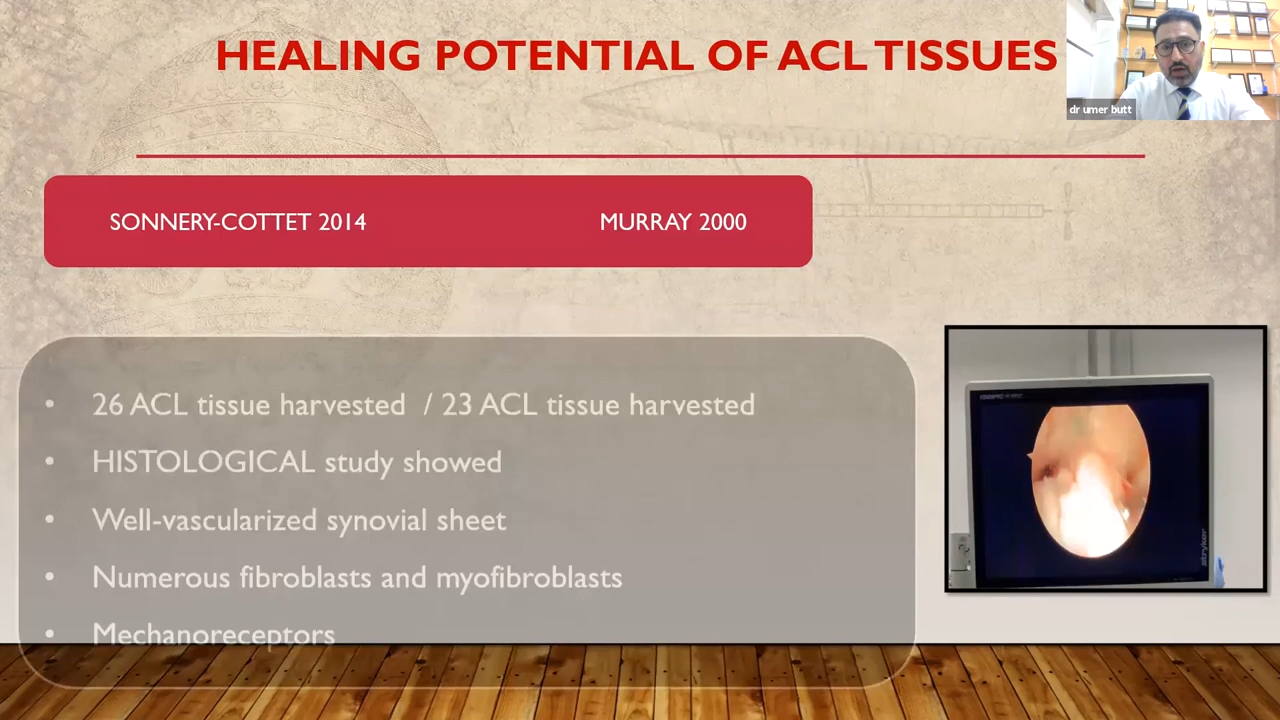 HEALING POTENTIAL OF ACL TISSUES
dr umer butt
SONNERY-COTTET 2014 MURRAY 2000
• 26 ACL tissue harvested / 23 ACL tissue harvested
• HISTOLOGICAL study showed
• Well-vascularized synovial sheet
• Numerous fibroblasts and myofibroblasts
• Mechanoreceptors
stryker